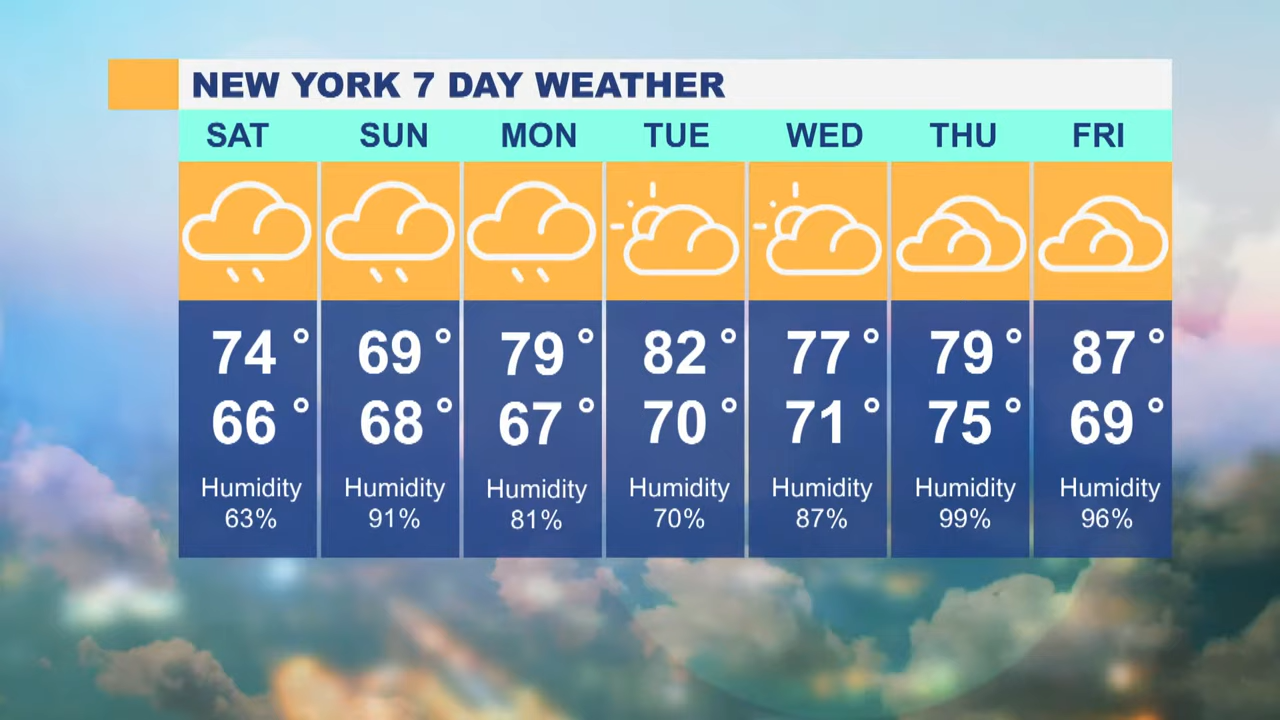 NEW YORK 7 DAY WEATHER
SAT SUN MON TUE WED THU FRI
74° 69° 79° 82° 77° 79° 87°
66° 68° 67° 70° 71° 75° 69°
Humidity Humidity Humidity Humidity Humidity Humidity Humidity
63% 91% 81% 70% 87% 99% 96%